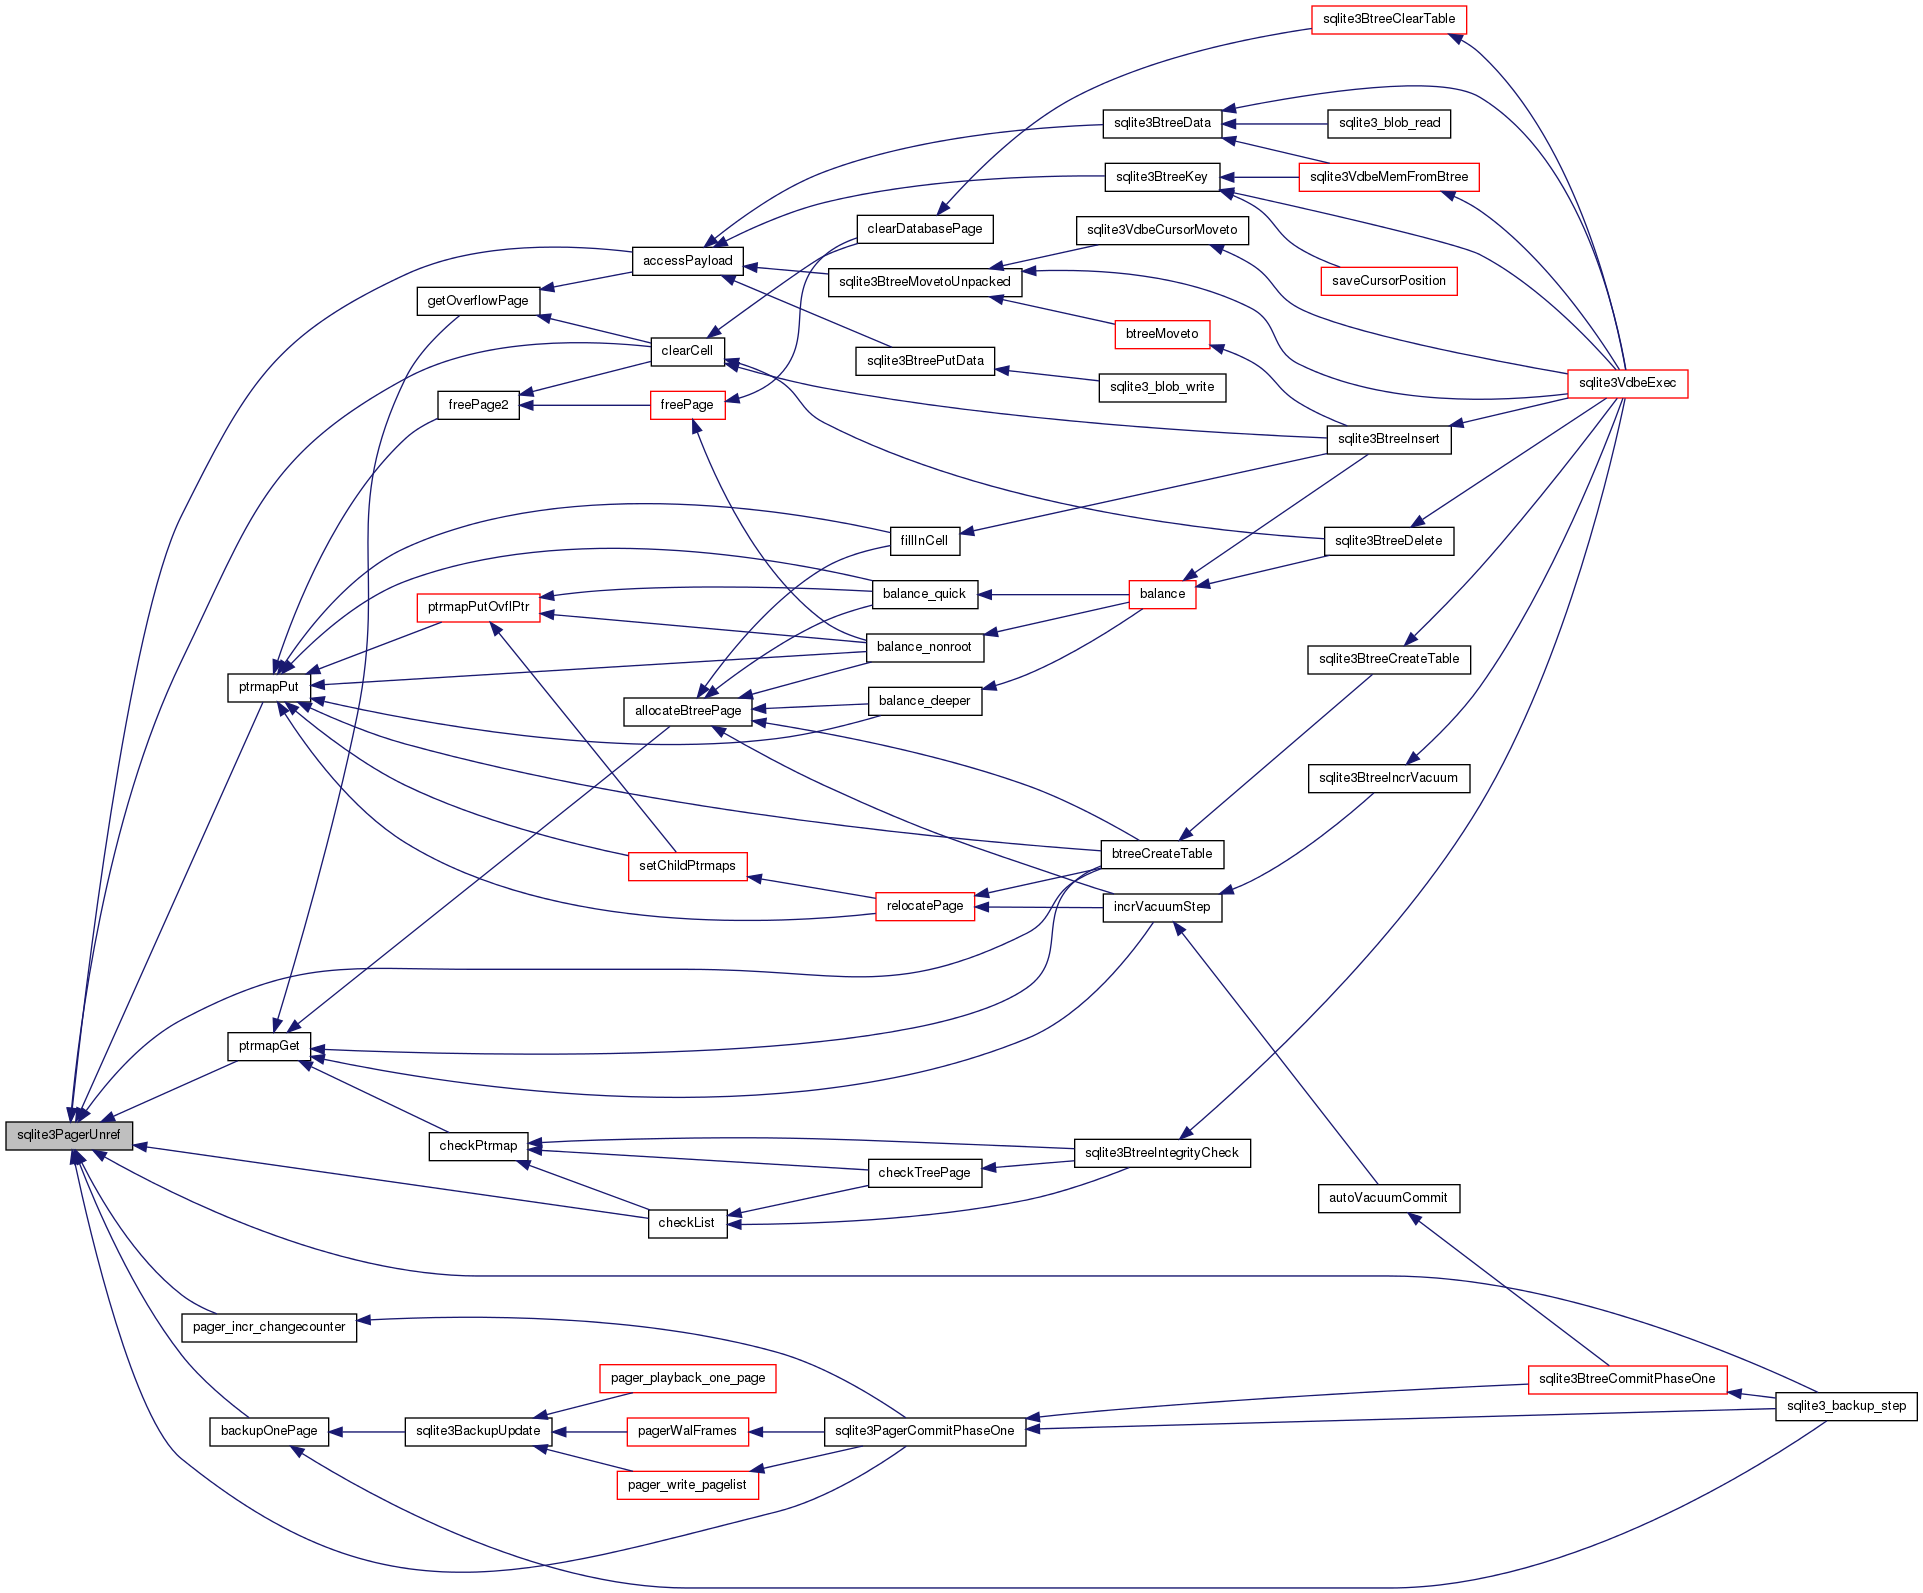 sqlite3BtreeClearTable
sqlite3BtreeData
sqlite3_blob_read
sqlite3BtreeKey
sqlite3VdbeMemFromBtree
clearDatabasePage
sqlite3VdbeCursorMoveto
accessPayload
sqlite3BtreeMovetoUnpacked
saveCursorPosition
getOverflowPage
btreeMoveto
clearCell
sqlite3BtreePutData
sqlite3_blob_write
sqlite3VdbeExec
freePage2
freePage
sqlite3BtreeInsert
fillInCell
sqlite3BtreeDelete
ptrmapPutOvflPtr
balance_quick
balance
balance_nonroot
sqlite3BtreeCreateTable
ptrmapPut
allocateBtreePage
balance_deeper
sqlite3BtreeIncrVacuum
setChildPtrmaps
btreeCreateTable
relocatePage
incrVacuumStep
ptrmapGet
sqlite3PagerUnref
checkPtrmap
sqlite3BtreeIntegrityCheck
checkTreePage
autoVacuumCommit
checkList
pager_incr_changecounter
pager_playback_one_page
sqlite3BtreeCommitPhaseOne
sqlite3_backup_step
backupOnePage
sqlite3BackupUpdate
pagerWalFrames
sqlite3PagerCommitPhaseOne
pager_write_pagelist